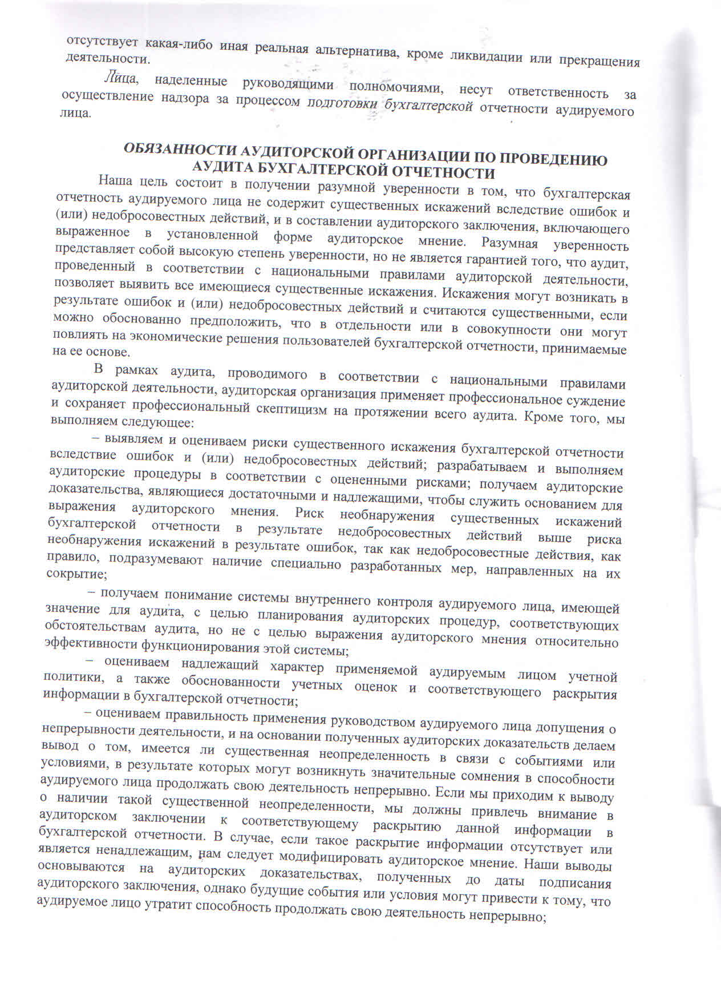 отсутствует какая-либо иная реальная альтернатива, кроме ликвидации или прекращения
деятельности.
Лица, наделенные руководящими полномочиями, несут ответственность за
осуществление надзора за процессом подготовки бухгалтерской отчетности аудируемого
лица.
ОБЯЗАННОСТИ АУДИТОРСКОЙ ОРГАНИЗАЦИИ ПО ПРОВЕДЕНИЮ
АУДИТА БУХГАЛТЕРСКОЙ ОТЧЕТНОСТИ
Наша цель состоит в получении разумной уверенности в том, что бухгалтерская
отчетность аудируемого лица не содержит существенных искажений вследствие ошибок и
(или) недобросовестных действий, и в составлении аудиторского заключения, включающего
выраженное в установленной форме аудиторское мнение. Разумная уверенность
представляет собой высокую степень уверенности, но не является гарантией того, что аудит,
проведенный в соответствии с национальными правилами аудиторской деятельности,
позволяет выявить все имеющиеся существенные искажения. Искажения могут возникать в
результате ошибок и (или) недобросовестных действий и считаются существенными, если
можно обоснованно предположить, что в отдельности или в совокупности они могут
повлиять на экономические решения пользователей бухгалтерской отчетности, принимаемые
на ее основе.
В рамках аудита, проводимого в соответствии с национальными правилами
аудиторской деятельности, аудиторская организация применяет профессиональное суждение
и сохраняет профессиональный скептицизм на протяжении всего аудита. Кроме того, мы
выполняем следующее:
– выявляем и оцениваем риски существенного искажения бухгалтерской отчетности
вследствие ошибок и (или) недобросовестных действий; разрабатываем и выполняем
аудиторские процедуры в соответствии с оцененными рисками; получаем аудиторские
доказательства, являющиеся достаточными и надлежащими, чтобы служить основанием для
выражения аудиторского мнения. Риск необнаружения существенных искажений
бухгалтерской отчетности в результате недобросовестных действий выше риска
необнаружения искажений в результате ошибок, так как недобросовестные действия, как
правило, подразумевают наличие специально разработанных мер, направленных на их
сокрытие;
– получаем понимание системы внутреннего контроля аудируемого лица, имеющей
значение для аудита, с целью планирования аудиторских процедур, соответствующих
обстоятельствам аудита, но не с целью выражения аудиторского мнения относительно
эффективности функционирования этой системы;
– оцениваем надлежащий характер применяемой аудируемым лицом учетной
политики, а также обоснованности учетных оценок и соответствующего раскрытия
информации в бухгалтерской отчетности;
– оцениваем правильность применения руководством аудируемого лица допущения о
непрерывности деятельности, и на основании полученных аудиторских доказательств делаем
вывод о том, имеется ли существенная неопределенность в связи с событиями или
условиями, в результате которых могут возникнуть значительные сомнения в способности
аудируемого лица продолжать свою деятельность непрерывно. Если мы приходим к выводу
о наличии такой существенной неопределенности, мы должны привлечь внимание в
аудиторском заключении к соответствующему раскрытию данной информации в
бухгалтерской отчетности. В случае, если такое раскрытие информации отсутствует или
является ненадлежащим, нам следует модифицировать аудиторское мнение. Наши выводы
основываются на аудиторских доказательствах, полученных до даты подписания
аудиторского заключения, однако будущие события или условия могут привести к тому, что
аудируемое лицо утратит способность продолжать свою деятельность непрерывно;